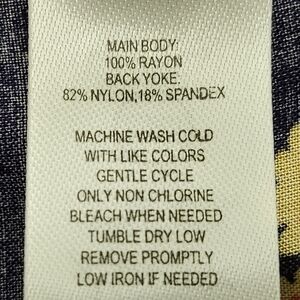 MAIN BODY:
100% RAYON
BACK YOKE:
82% NYLON,18% SPANDEX
MACHINE WASH COLD
WITH LIKE COLORS
GENTLE CYCLE
ONLY NON CHLORINE
BLEACH WHEN NEEDED
TUMBLE DRY LOW
REMOVE PROMPTLY
LOW IRON IF NEEDED